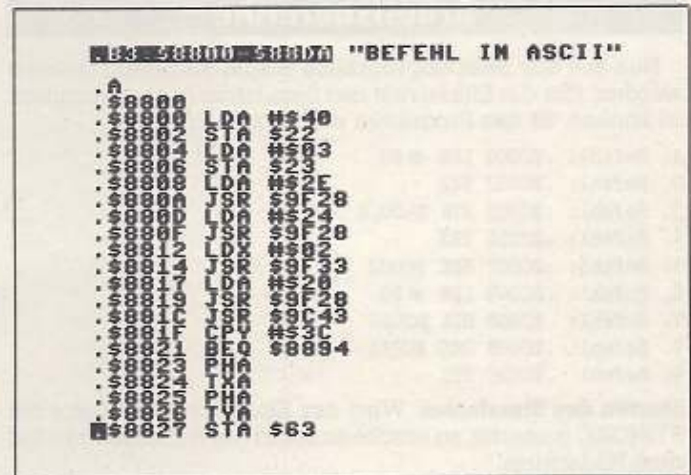 "BEFEHL IM ASCII"
.A
.$8800
.$8800 LDA #$40
.$8802 STA $22
.$8804 LDA #$03
.$8806 STA $23
.$8808 LDA #$2E
.$880A JSR $9F28
.$880D LDA #$24
.$880F JSR $9F28
.$8812 LDX #$02
.$8814 JSR $9F33
.$8817 LDA #$20
.$8819 JSR $9F28
.$881C JSR $9C43
.$881F CPY #$3C
.$8821 BEQ $8894
.$8823 PHA
.$8824 TXA
.$8825 PHA
.$8826 TYA
$8827 STA $63